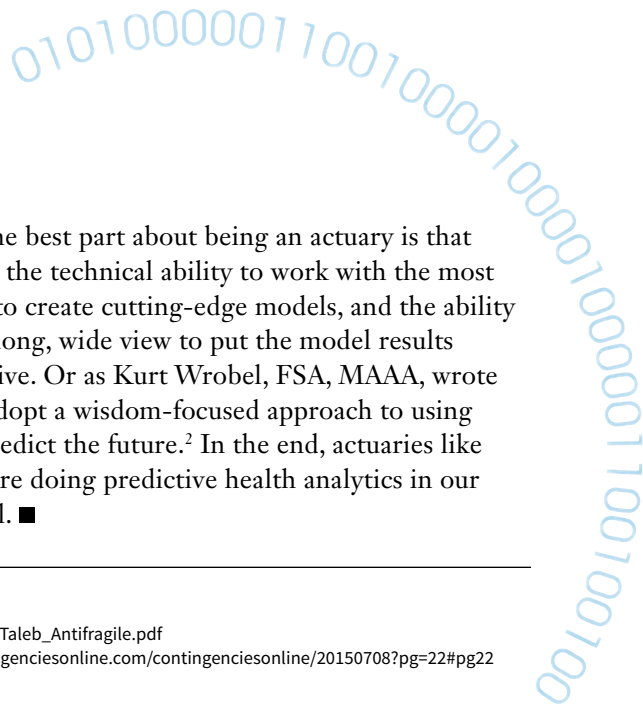 he best part about being an actuary is that
the technical ability to work with the most
to create cutting-edge models, and the ability
long, wide view to put the model results
ive. Or as Kurt Wrobel, FSA, MAAA, wrote
dopt a wisdom-focused approach to using
edict the future.² In the end, actuaries like
re doing predictive health analytics in our
l. ■
Taleb_Antifragile.pdf
genciesonline.com/contingenciesonline/20150708?pg=22#pg22